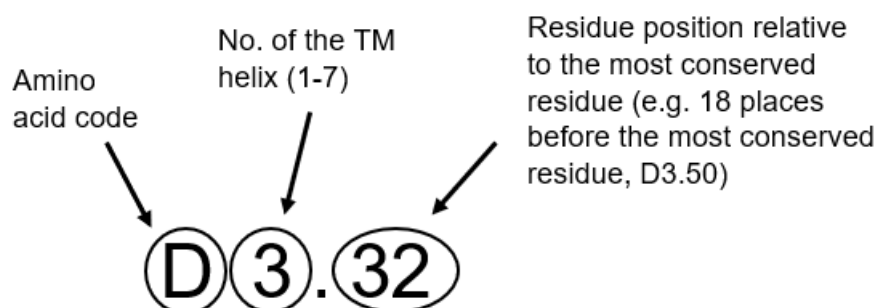 Amino
acid code
No. of the TM
helix (1-7)
Residue position relative
to the most conserved
residue (e.g. 18 places
before the most conserved
residue, D3.50)
D3.32